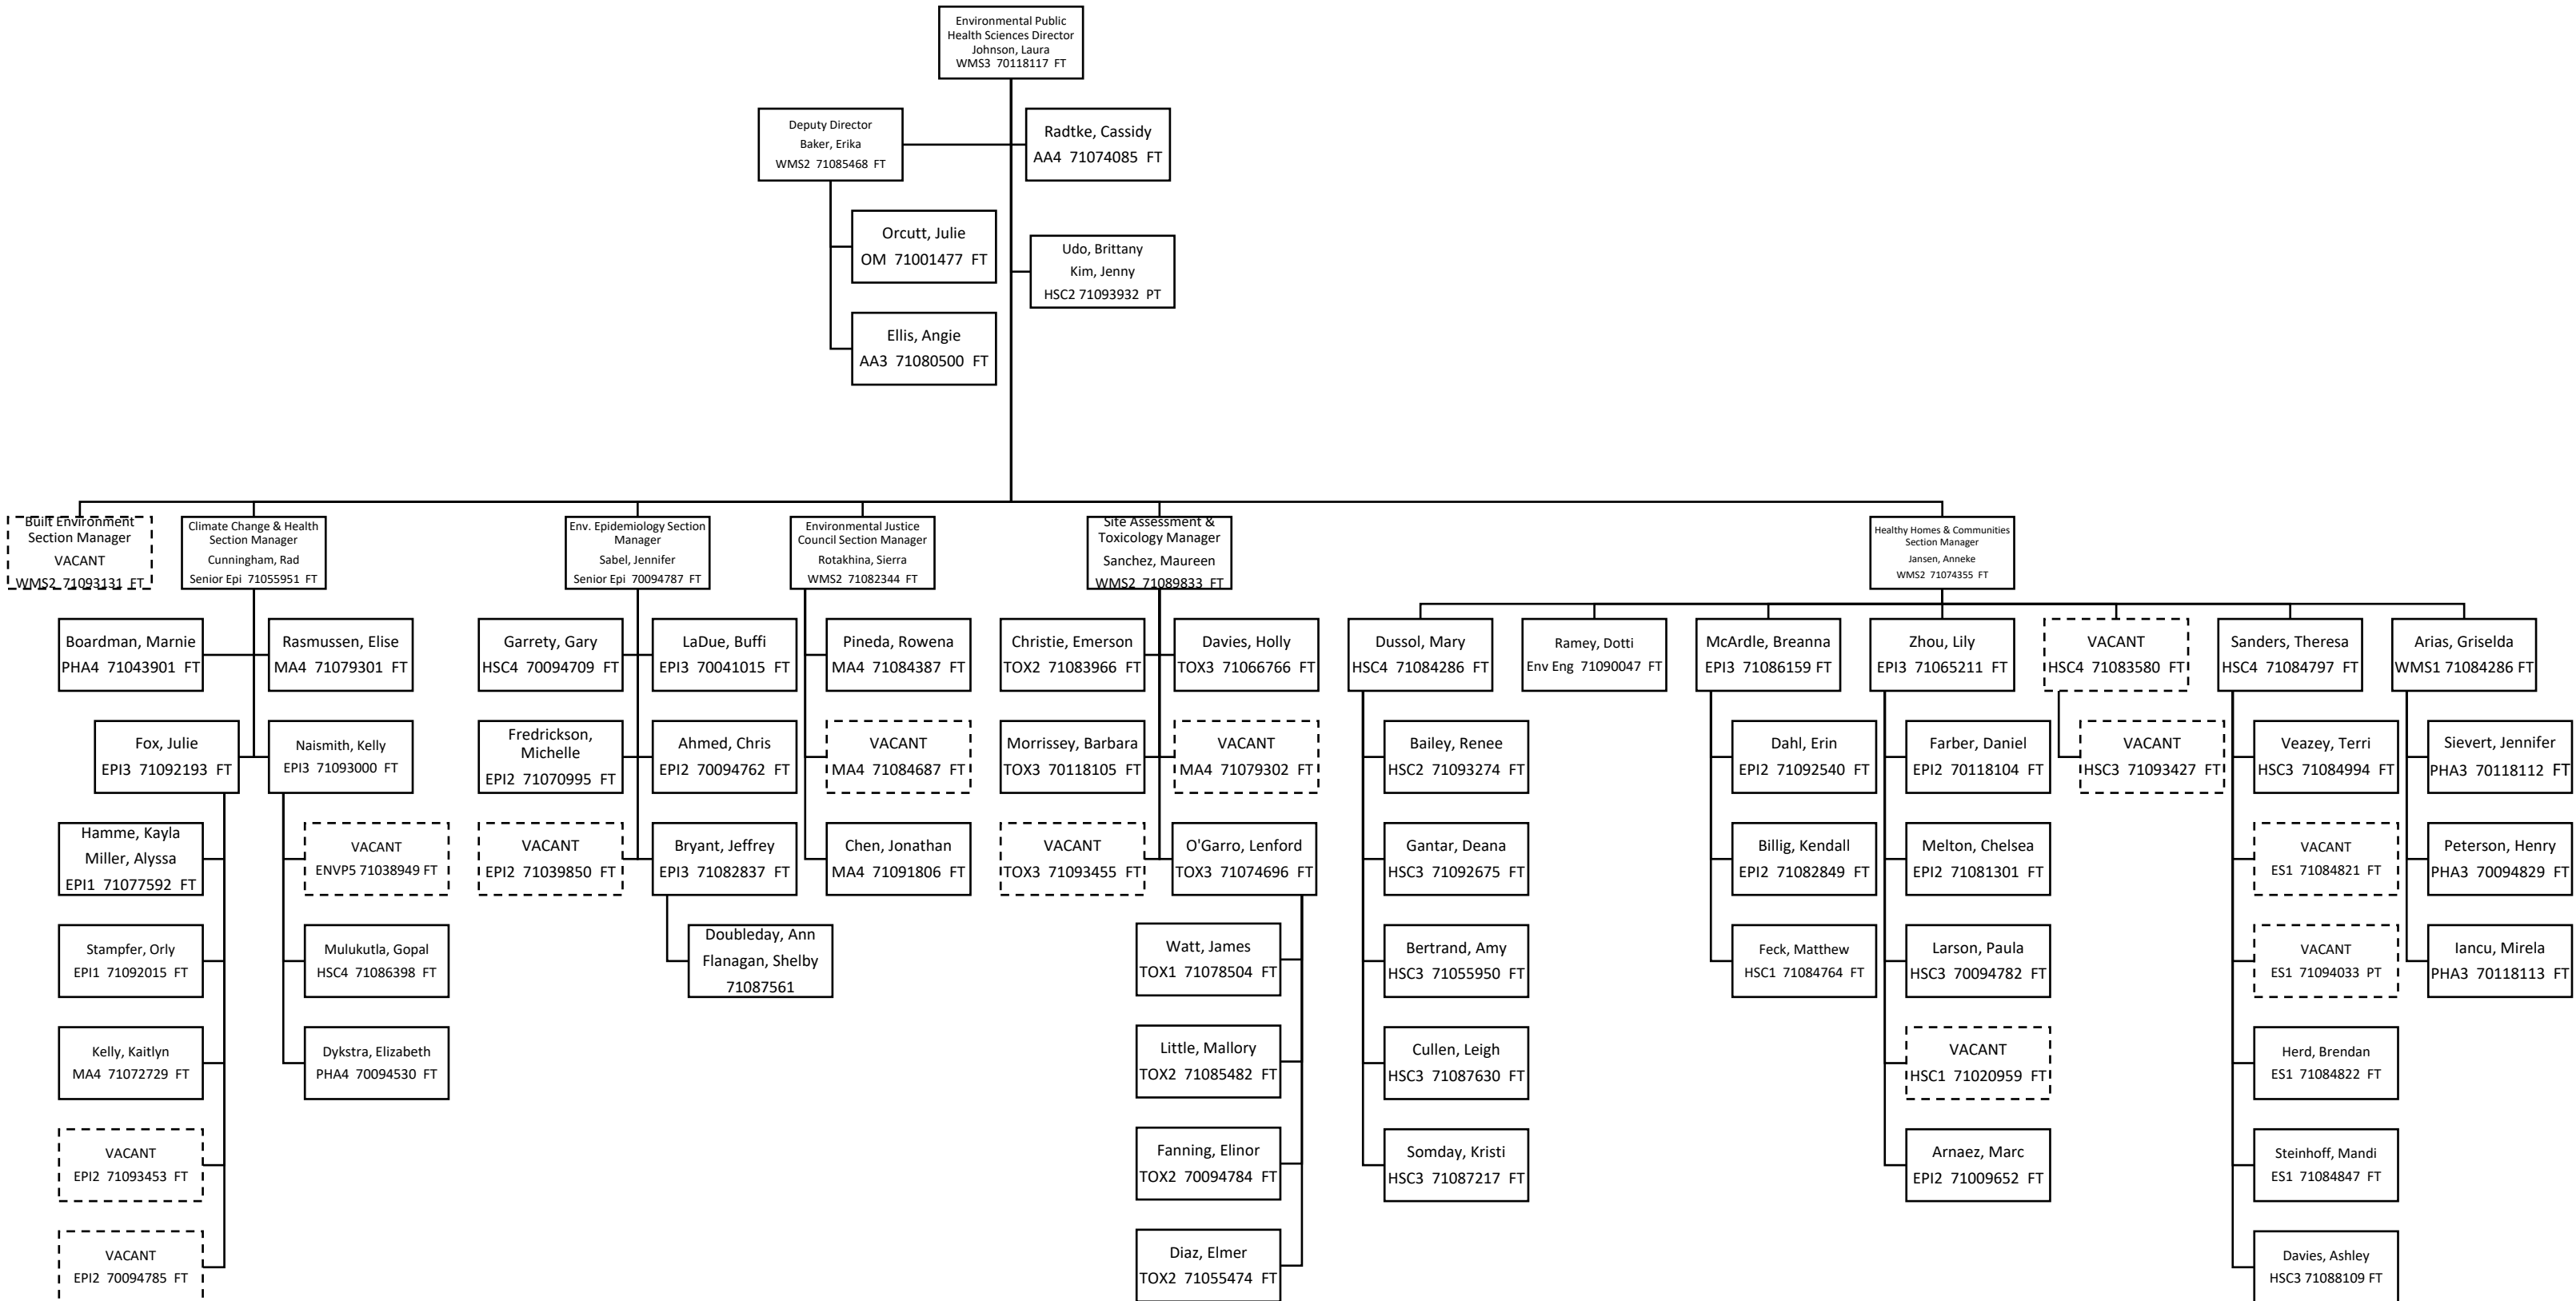 Environmental Public
Health Sciences Director
Johnson, Laura
WMS3 70118117 FT
Deputy Director
Baker, Erika
WMS2 71085468 FT
Radtke, Cassidy
AA4 71074085 FT
Orcutt, Julie
OM 71001477 FT
Udo, Brittany
Kim, Jenny
HSC2 71093932 PT
Ellis, Angie
AA3 71080500 FT
Built Environment
Section Manager
VACANT
WMS2 71093131 FT
Climate Change & Health
Section Manager
Cunningham, Rad
Senior Epi 71055951 FT
Env. Epidemiology Section
Manager
Sabel, Jennifer
Senior Epi 70094787 FT
Environmental Justice
Council Section Manager
Rotakhina, Sierra
WMS2 71082344 FT
Site Assessment &
Toxicology Manager
Sanchez, Maureen
WMS2 71089833 FT
Healthy Homes & Communities
Section Manager
Jansen, Anneke
WMS2 71074355 FT
Boardman, Marnie
PHA4 71043901 FT
Rasmussen, Elise
MA4 71079301 FT
Fox, Julie
EPI3 71092193 FT
Naismith, Kelly
EPI3 71093000 FT
Hamme, Kayla
Miller, Alyssa
EPI1 71077592 FT
Stampfer, Orly
EPI1 71092015 FT
Kelly, Kaitlyn
MA4 71072729 FT
VACANT
EPI2 71093453 FT
VACANT
EPI2 70094785 FT
VACANT
ENVP5 71038949 FT
Mulukutla, Gopal
HSC4 71086398 FT
Dykstra, Elizabeth
PHA4 70094530 FT
Garrety, Gary
HSC4 70094709 FT
LaDue, Buffi
EPI3 70041015 FT
Fredrickson,
Michelle
EPI2 71070995 FT
Ahmed, Chris
EPI2 70094762 FT
VACANT
EPI2 71039850 FT
Bryant, Jeffrey
EPI3 71082837 FT
Doubleday, Ann
Flanagan, Shelby
71087561
Pineda, Rowena
MA4 71084387 FT
VACANT
MA4 71084687 FT
Chen, Jonathan
MA4 71091806 FT
Christie, Emerson
TOX2 71083966 FT
Davies, Holly
TOX3 71066766 FT
Morrissey, Barbara
TOX3 70118105 FT
VACANT
MA4 71079302 FT
VACANT
TOX3 71093455 FT
O'Garro, Lenford
TOX3 71074696 FT
Watt, James
TOX1 71078504 FT
Little, Mallory
TOX2 71085482 FT
Fanning, Elinor
TOX2 70094784 FT
Diaz, Elmer
TOX2 71055474 FT
Dussol, Mary
HSC4 71084286 FT
Bailey, Renee
HSC2 71093274 FT
Gantar, Deana
HSC3 71092675 FT
Bertrand, Amy
HSC3 71055950 FT
Cullen, Leigh
HSC3 71087630 FT
Somday, Kristi
HSC3 71087217 FT
Ramey, Dotti
Env Eng 71090047 FT
McArdle, Breanna
EPI3 71086159 FT
Dahl, Erin
EPI2 71092540 FT
Billig, Kendall
EPI2 71082849 FT
Feck, Matthew
HSC1 71084764 FT
Zhou, Lily
EPI3 71065211 FT
Farber, Daniel
EPI2 70118104 FT
Melton, Chelsea
EPI2 71081301 FT
Larson, Paula
HSC3 70094782 FT
VACANT
HSC1 71020959 FT
Arnaez, Marc
EPI2 71009652 FT
VACANT
HSC4 71083580 FT
VACANT
HSC3 71093427 FT
Sanders, Theresa
HSC4 71084797 FT
Veazey, Terri
HSC3 71084994 FT
VACANT
ES1 71084821 FT
VACANT
ES1 71094033 PT
Herd, Brendan
ES1 71084822 FT
Steinhoff, Mandi
ES1 71084847 FT
Davies, Ashley
HSC3 71088109 FT
Arias, Griselda
WMS1 71084286 FT
Sievert, Jennifer
PHA3 70118112 FT
Peterson, Henry
PHA3 70094829 FT
Iancu, Mirela
PHA3 70118113 FT